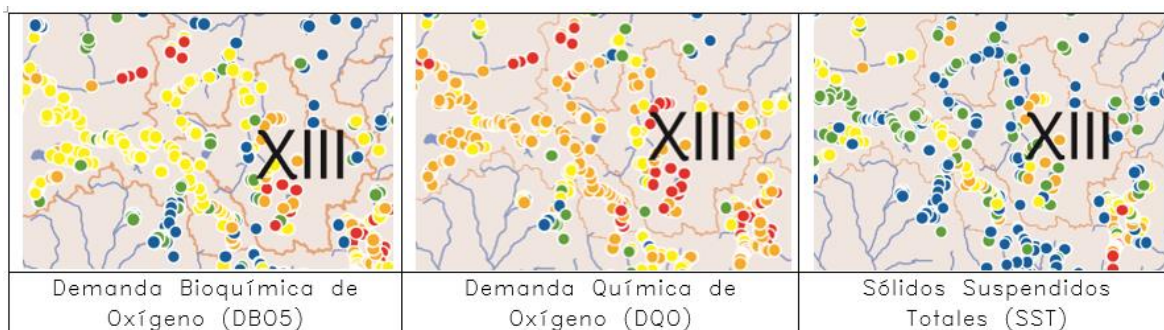 XIII
XIII
XIII
Demanda Bioquímica de
Oxígeno (DBO5)
Demanda Química de
Oxígeno (DQO)
Sólidos Suspendidos
Totales (SST)